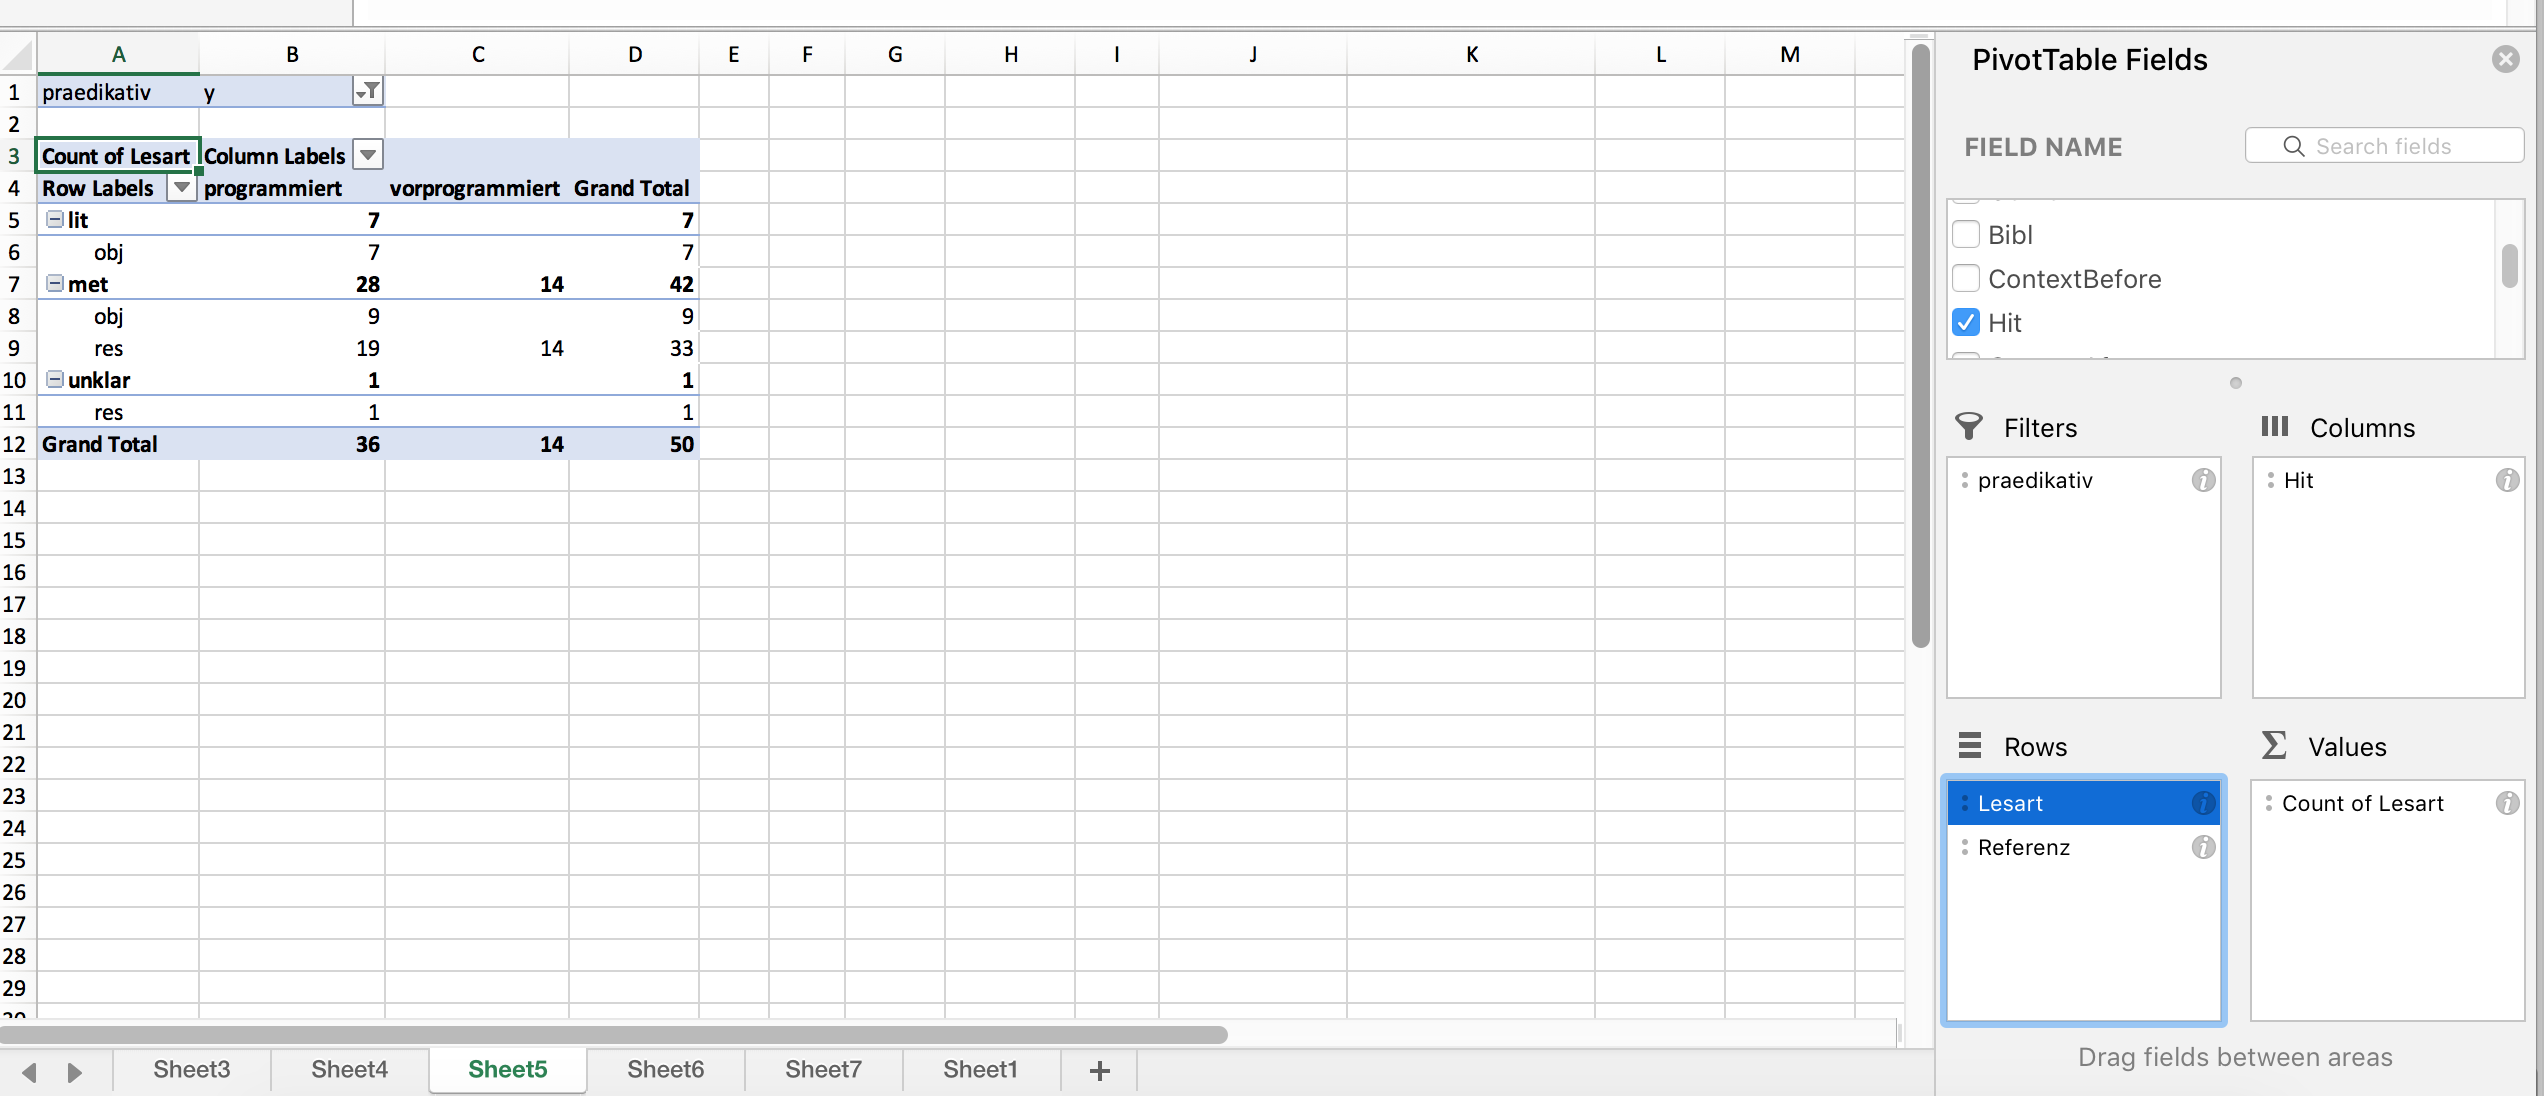 A B C D E F G H I J K L M
1 praedikativ y
2
3 Count of Lesart Column Labels
4 Row Labels programmiert vorprogrammiert Grand Total
5 lit 7 7
6 obj 7 7
7 met 28 14 42
8 obj 9 9
9 res 19 14 33
10 unklar 1 1
11 res 1 1
12 Grand Total 36 14 50
13
14
15
16
17
18
19
20
21
22
23
24
25
26
27
28
29
Sheet3 Sheet4 Sheet5 Sheet6 Sheet7 Sheet1 +
PivotTable Fields
FIELD NAME Search fields
Bibl
ContextBefore
Hit
Filters Columns
praedikativ Hit
Rows Values
Lesart Count of Lesart
Referenz
Drag fields between areas